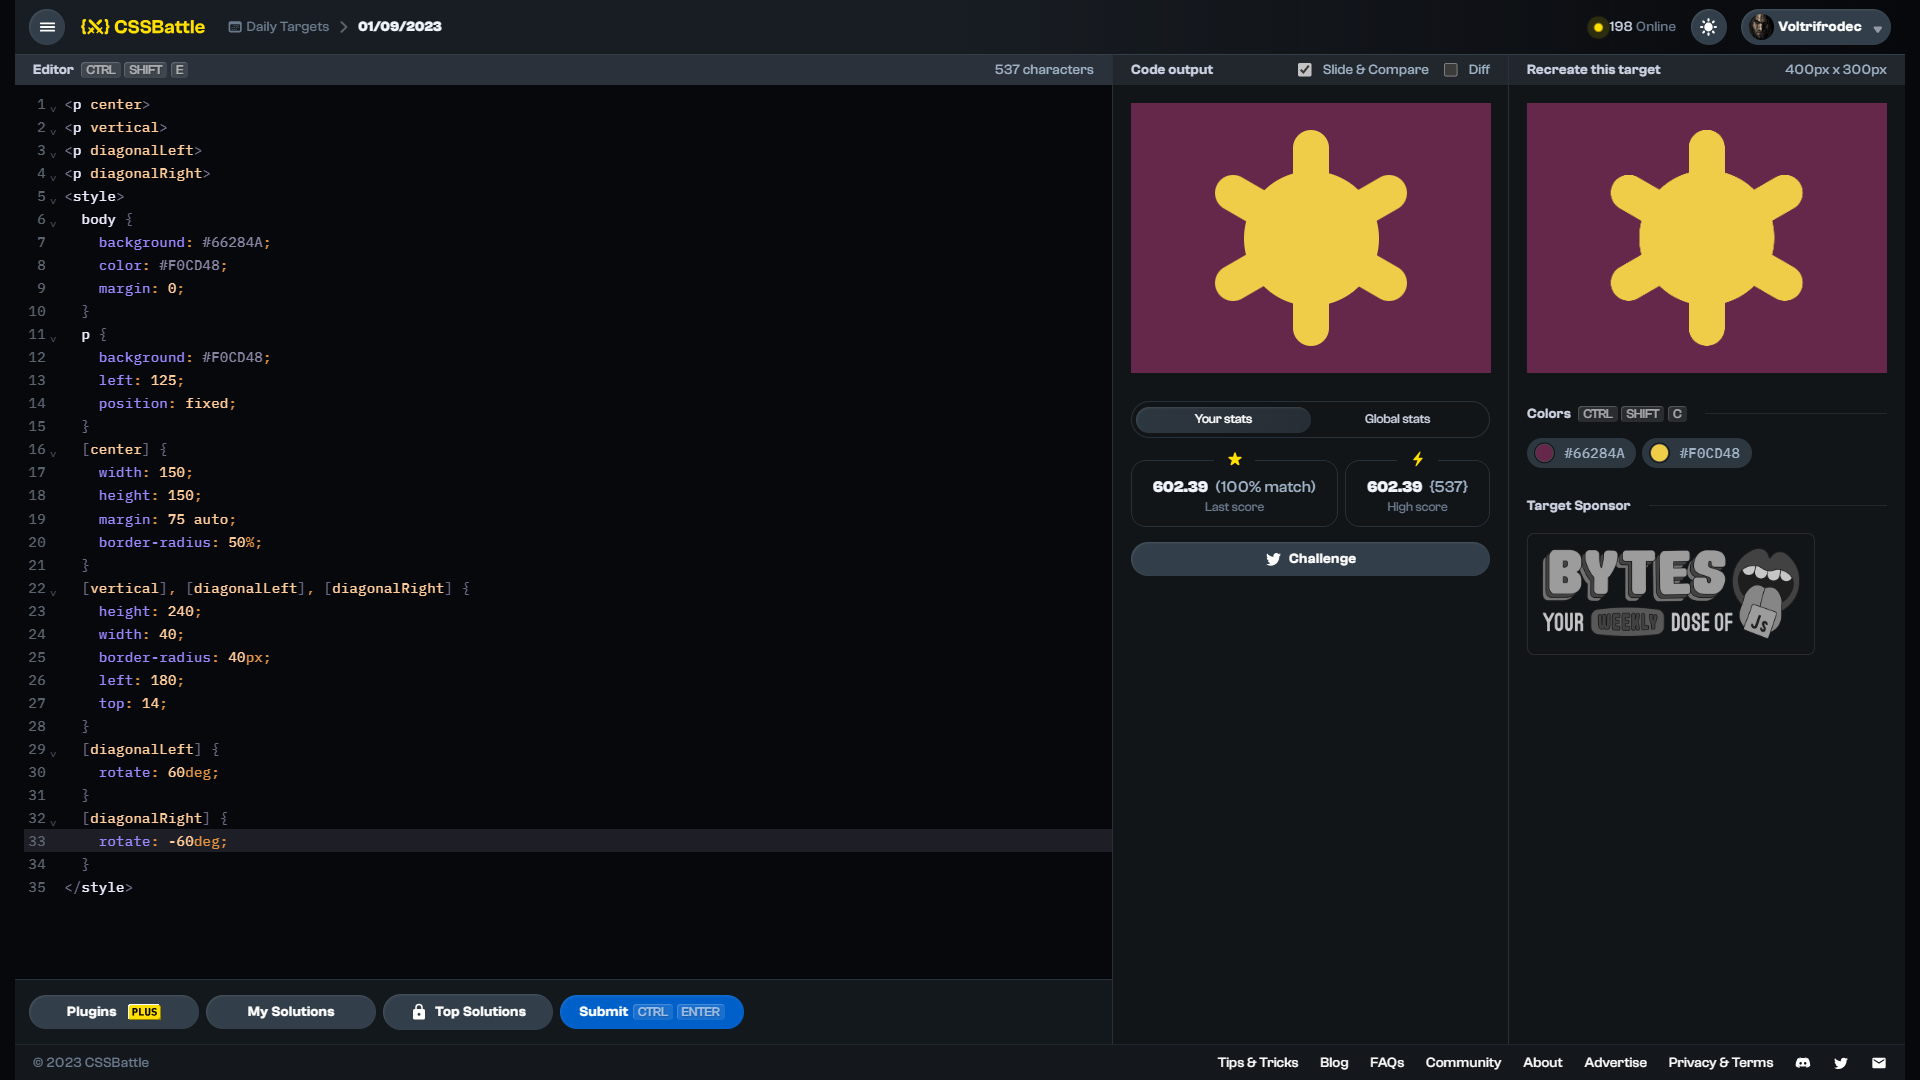 CSSBattle
Daily Targets
01/09/2023
198 Online
Voltrifrodec
Editor CTRL SHIFT E
537 characters
Code output
Slide & Compare
Diff
Recreate this target
400px x 300px
1 <p center>
2 <p vertical>
3 <p diagonalLeft>
4 <p diagonalRight>
5 <style>
6 body {
7 background: #66284A;
8 color: #F0CD48;
9 margin: 0;
10 }
11 p {
12 background: #F0CD48;
13 left: 125;
14 position: fixed;
15 }
16 [center] {
17 width: 150;
18 height: 150;
19 margin: 75 auto;
20 border-radius: 50%;
21 }
22 [vertical], [diagonalLeft], [diagonalRight] {
23 height: 240;
24 width: 40;
25 border-radius: 40px;
26 left: 180;
27 top: 14;
28 }
29 [diagonalLeft] {
30 rotate: 60deg;
31 }
32 [diagonalRight] {
33 rotate: -60deg;
34 }
35 </style>
Your stats
Global stats
602.39 (100% match)
Last score
602.39 {537}
High score
Challenge
Colors CTRL SHIFT C
#66284A
#F0CD48
Target Sponsor
BYTES
YOUR WEEKLY DOSE OF JS
Plugins PLUS
My Solutions
Top Solutions
Submit CTRL ENTER
© 2023 CSSBattle
Tips & Tricks
Blog
FAQs
Community
About
Advertise
Privacy & Terms